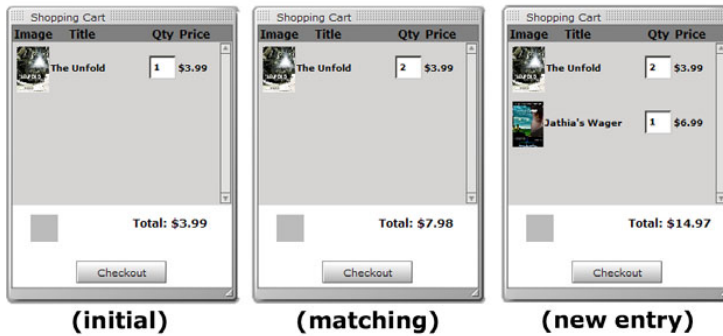 Shopping Cart
Image Title Qty Price
The Unfold 1 $3.99
Total: $3.99
Checkout
(initial)
Shopping Cart
Image Title Qty Price
The Unfold 2 $3.99
Total: $7.98
Checkout
(matching)
Shopping Cart
Image Title Qty Price
The Unfold 2 $3.99
Jathia's Wager 1 $6.99
Total: $14.97
Checkout
(new entry)